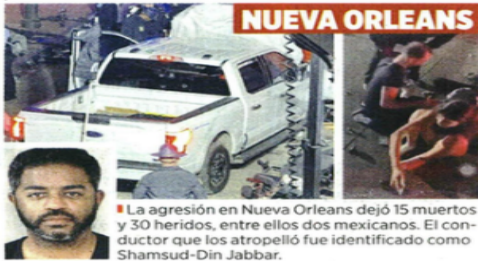 NUEVA ORLEANS
La agresión en Nueva Orleans dejó 15 muertos
y 30 heridos, entre ellos dos mexicanos. El con-
ductor que los atropelló fue identificado como
Shamsud-Din Jabbar.